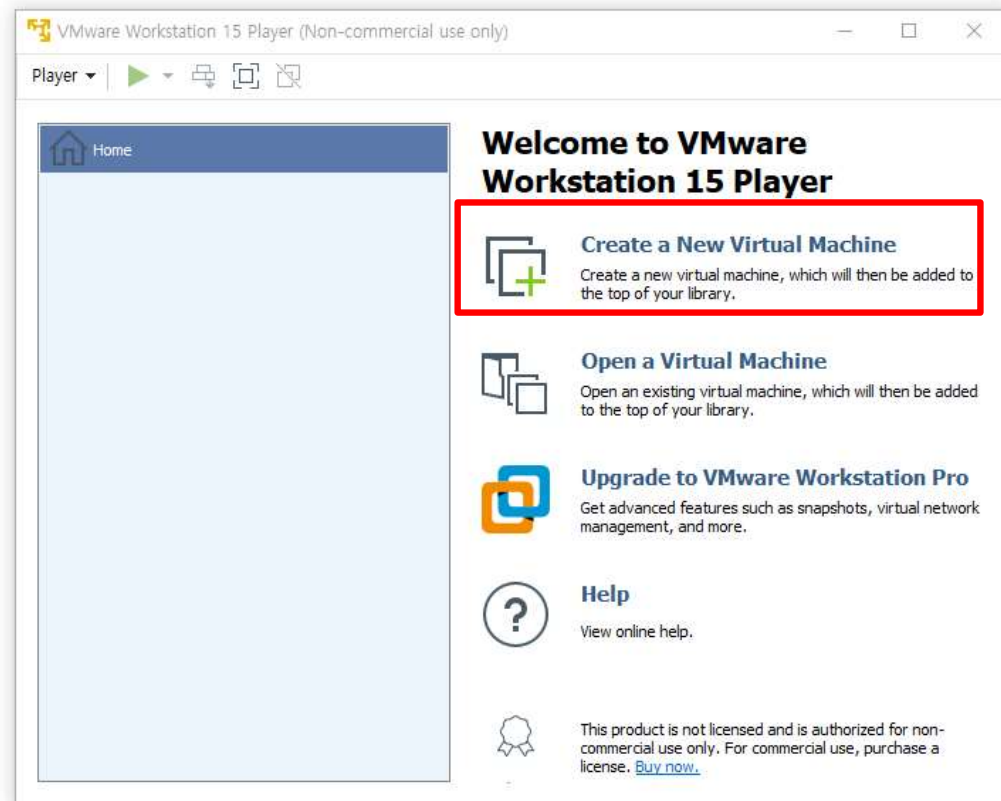 VMware Workstation 15 Player (Non-commercial use only)
Player
Home
Welcome to VMware
Workstation 15 Player
Create a New Virtual Machine
Create a new virtual machine, which will then be added to
the top of your library.
Open a Virtual Machine
Open an existing virtual machine, which will then be added
to the top of your library.
Upgrade to VMware Workstation Pro
Get advanced features such as snapshots, virtual network
management, and more.
Help
View online help.
This product is not licensed and is authorized for non-
commercial use only. For commercial use, purchase a
license. Buy now.